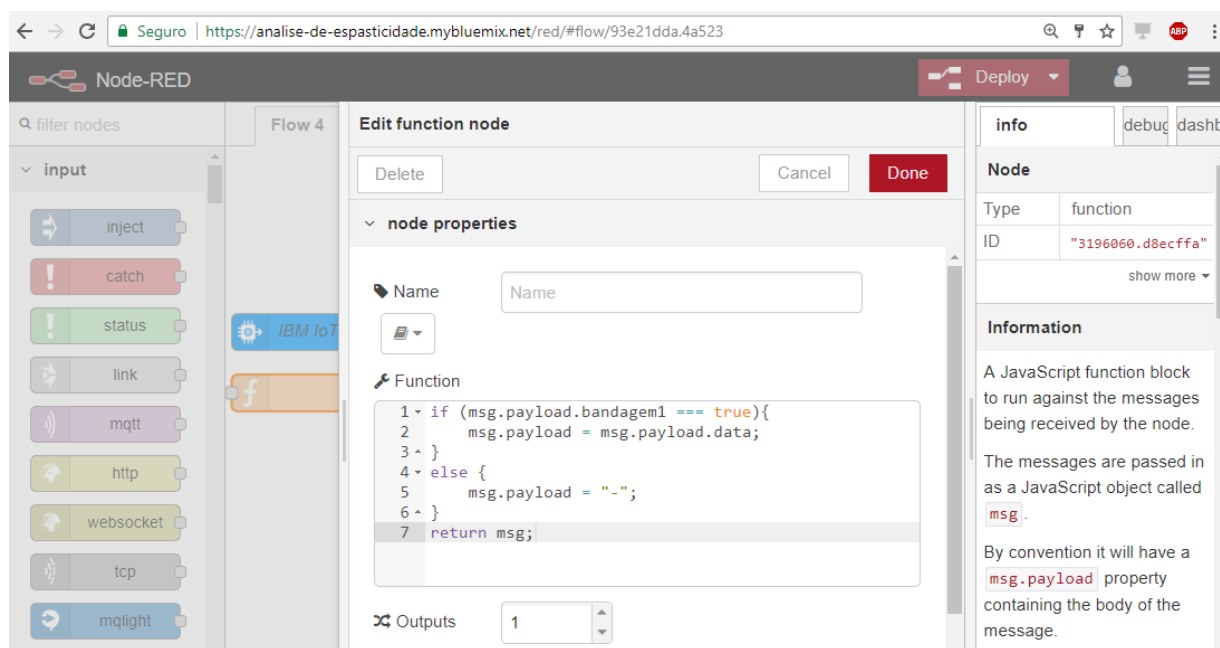 Seguro | https://analise-de-espasticidade.mybluemix.net/red/#flow/93e21dda.4a523
ABP
Node-RED
Deploy
filter nodes
input
inject
catch
status
link
mqtt
http
websocket
tcp
mqlight
Flow 4
IBM IoT
f
Edit function node
Delete
Cancel
Done
node properties
Name
Name
Function
1 if (msg.payload.bandagem1 === true){
2 msg.payload = msg.payload.data;
3 }
4 else {
5 msg.payload = "-";
6 }
7 return msg;
Outputs
1
info
debug
dashb
Node
Type function
ID "3196060.d8ecffa"
show more
Information
A JavaScript function block
to run against the messages
being received by the node.
The messages are passed in
as a JavaScript object called
msg .
By convention it will have a
msg.payload property
containing the body of the
message.